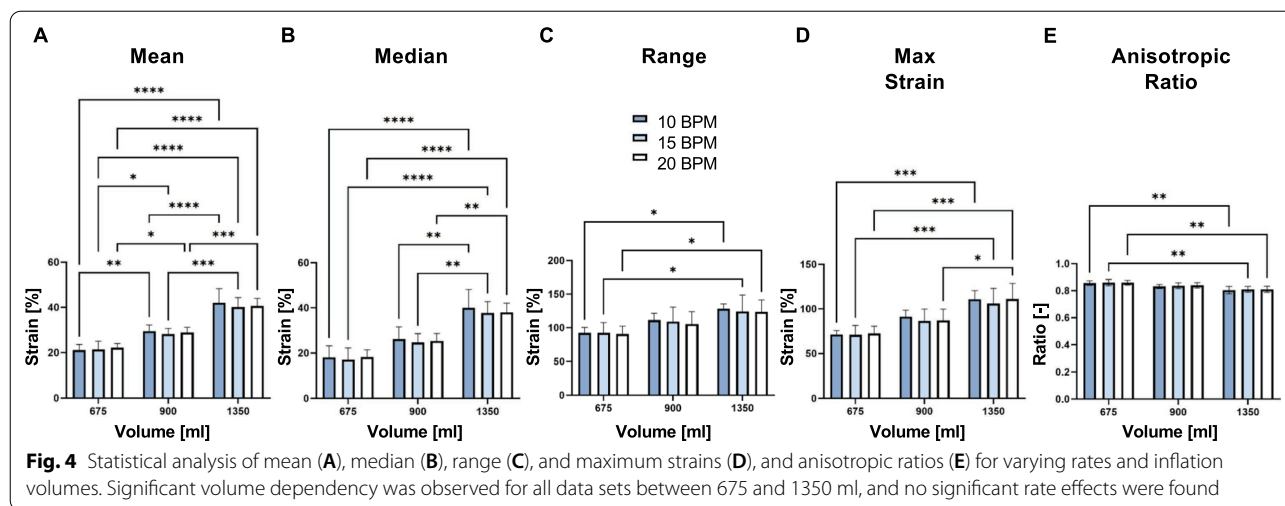 A
Mean
****
****
****
*
****
*
***
**
***
60
40
20
0
Strain [%]
675
900
1350
Volume [ml]
B
Median
****
****
****
**
**
**
60
40
20
0
Strain [%]
675
900
1350
Volume [ml]
C
Range
10 BPM
15 BPM
20 BPM
*
*
*
200
150
100
50
0
Strain [%]
675
900
1350
Volume [ml]
D
Max
Strain
***
***
***
*
250
200
150
100
50
0
Strain [%]
675
900
1350
Volume [ml]
E
Anisotropic
Ratio
**
**
**
1.0
0.8
0.6
0.4
0.2
0.0
Ratio [-]
675
900
1350
Volume [ml]
Fig. 4 Statistical analysis of mean (A), median (B), range (C), and maximum strains (D), and anisotropic ratios (E) for varying rates and inflation
volumes. Significant volume dependency was observed for all data sets between 675 and 1350 ml, and no significant rate effects were found